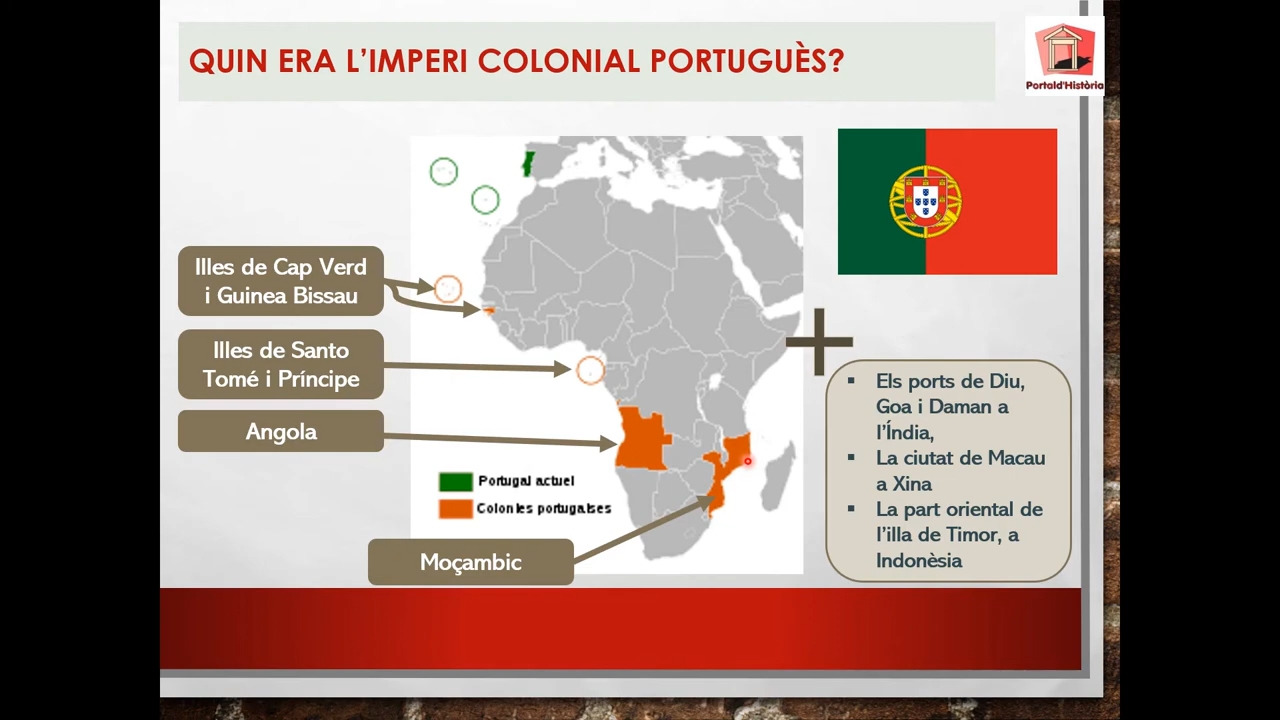 QUIN ERA L’IMPERI COLONIAL PORTUGUÈS?
Portald'Història
Illes de Cap Verd
i Guinea Bissau
Illes de Santo
Tomé i Príncipe
Angola
Portugal actuel
Colonies portugaises
Moçambic
▪ Els ports de Diu,
Goa i Daman a
l’Índia,
▪ La ciutat de Macau
a Xina
▪ La part oriental de
l’illa de Timor, a
Indonèsia